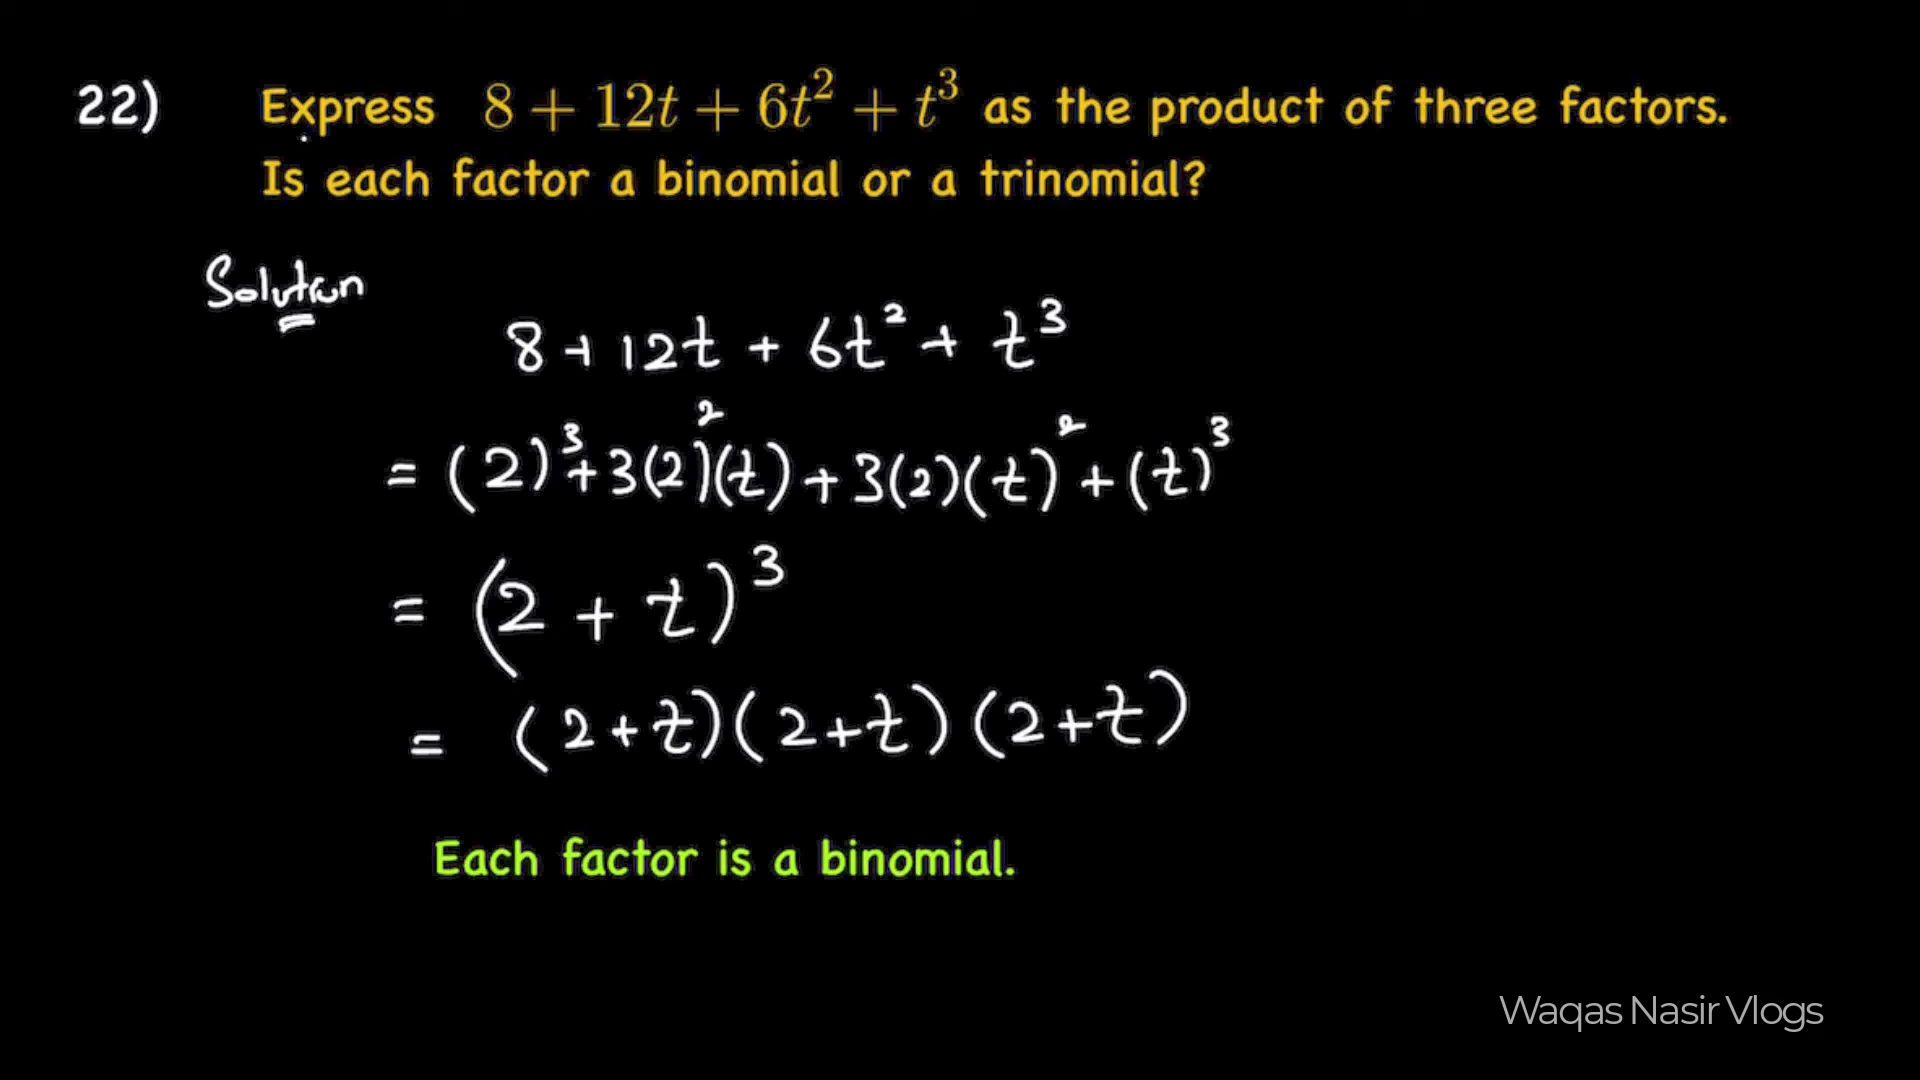 22) Express 8 + 12t + 6t² + t³ as the product of three factors.
Is each factor a binomial or a trinomial?
Solution
8 + 12t + 6t² + t³
= (2)³ + 3(2)²(t) + 3(2)(t)² + (t)³
= (2 + t)³
= (2+t)(2+t)(2+t)
Each factor is a binomial.
Waqas Nasir Vlogs